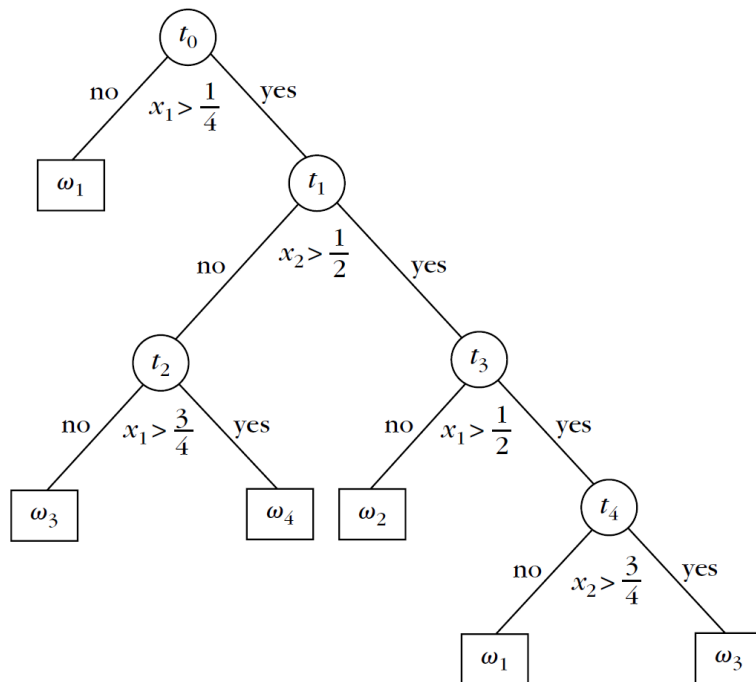 t₀
no
x₁ > 1/4
yes
ω₁
t₁
no
x₂ > 1/2
yes
t₂
t₃
no
x₁ > 3/4
yes
no
x₁ > 1/2
yes
ω₃
ω₄
ω₂
t₄
no
x₂ > 3/4
yes
ω₁
ω₃